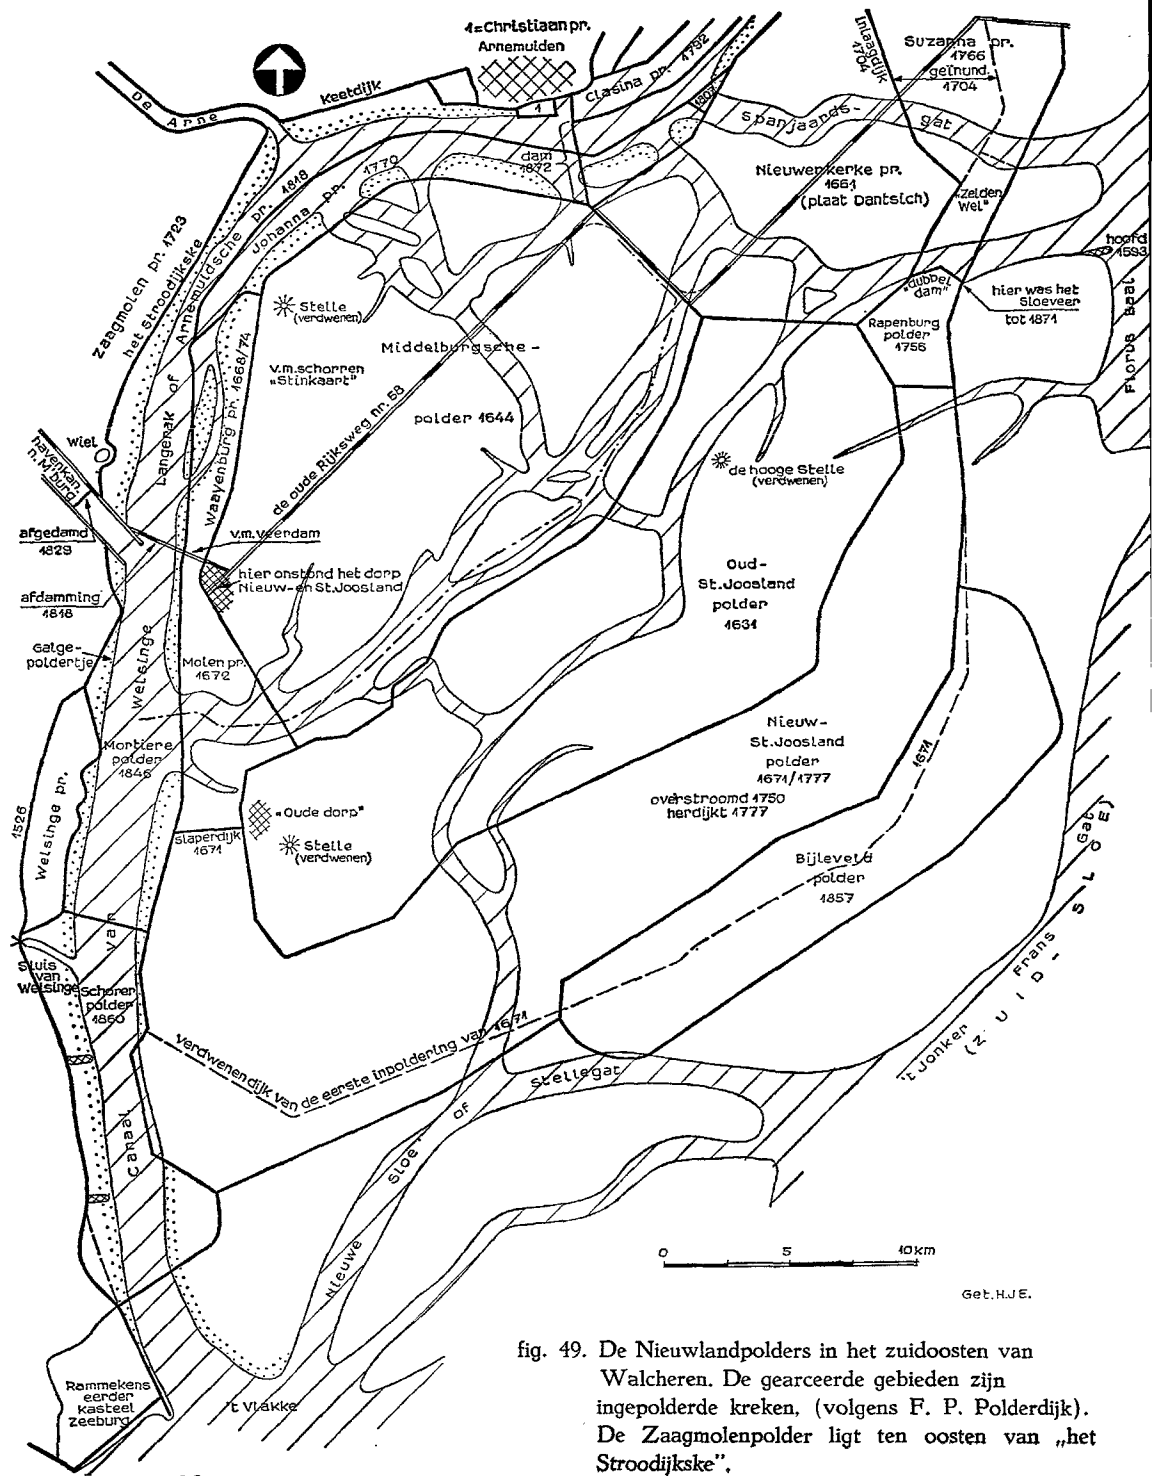 1=Christiaan pr.
Arnemuiden
De Arne
Keetdijk
1
Clasina pr. 1792
1807
Inlaagdijk
1704
Suzanna pr.
1766
geïnund.
1704
Spanjaards-
gat
Nieuwerkerke pr.
1661
(plaat Dantsich)
"Zelden
Wel"
hoofd
1593
"dubbel
dam"
hier was het
Sloeveer
tot 1871
Florus Baal
Rapenburg
polder
1756
dam
1872
Zaagmolen pr. 1723
het Stroodijkske
Arnemuidsche pr. 1818
Johanna pr. 1770
Langerak of
Waayenburg pr. 1668/74
Stelle
(verdwenen)
v.m. schorren
„Stinkaart"
Middelburgsche-
polder 1644
de oude Rijksweg nr. 58
de hooge Stelle
(verdwenen)
Wiel
havenkan.
n. M'burg
afgedamd
1829
v.m. Veerdam
hier onstond het dorp
Nieuw- en St. Joosland
afdamming
1818
Galge-
poldertje
Welsinge
Molen pr.
1672
Oud-
St. Joosland
polder
1631
Mortiere
polder
1846
Nieuw-
St. Joosland
polder
1671/1777
overstroomd 1750
herdijkt 1777
1671
1526
Welsinge pr.
Slaperdijk
1671
"Oude dorp"
Stelle
(verdwenen)
Bijleveld
polder
1857
Van
Sluis
van
Welsinge
Schorer
polder
1860
Verdwenen dijk van de eerste inpoldering van 1671
Stellegat
't Jonker Frans Gat
(ZUID-SLOE)
Canaal
Nieuwe Sloe of
0 5 10 km
Get. H.J.E.
Rammekens
eerder
kasteel
Zeeburg
't Vlakke
fig. 49. De Nieuwlandpolders in het zuidoosten van
Walcheren. De gearceerde gebieden zijn
ingepolderde kreken, (volgens F. P. Polderdijk).
De Zaagmolenpolder ligt ten oosten van „het
Stroodijkske".